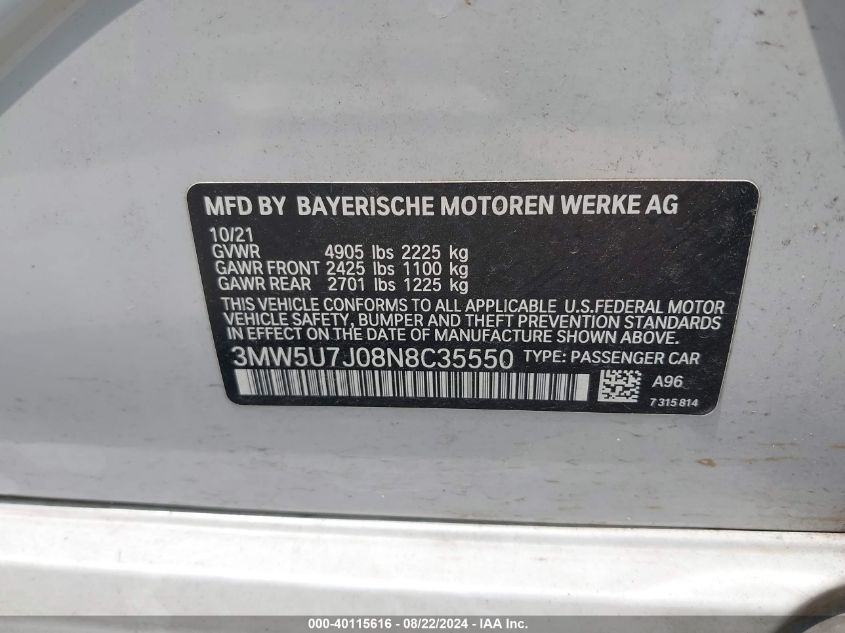 MFD BY BAYERISCHE MOTOREN WERKE AG
10/21
GVWR 4905 lbs 2225 kg
GAWR FRONT 2425 lbs 1100 kg
GAWR REAR 2701 lbs 1225 kg
THIS VEHICLE CONFORMS TO ALL APPLICABLE U.S.FEDERAL MOTOR
VEHICLE SAFETY, BUMPER AND THEFT PREVENTION STANDARDS
IN EFFECT ON THE DATE OF MANUFACTURE SHOWN ABOVE.
3MW5U7J08N8C35550 TYPE: PASSENGER CAR
A96
7 315 814
000-40115616 - 08/22/2024 - IAA Inc.